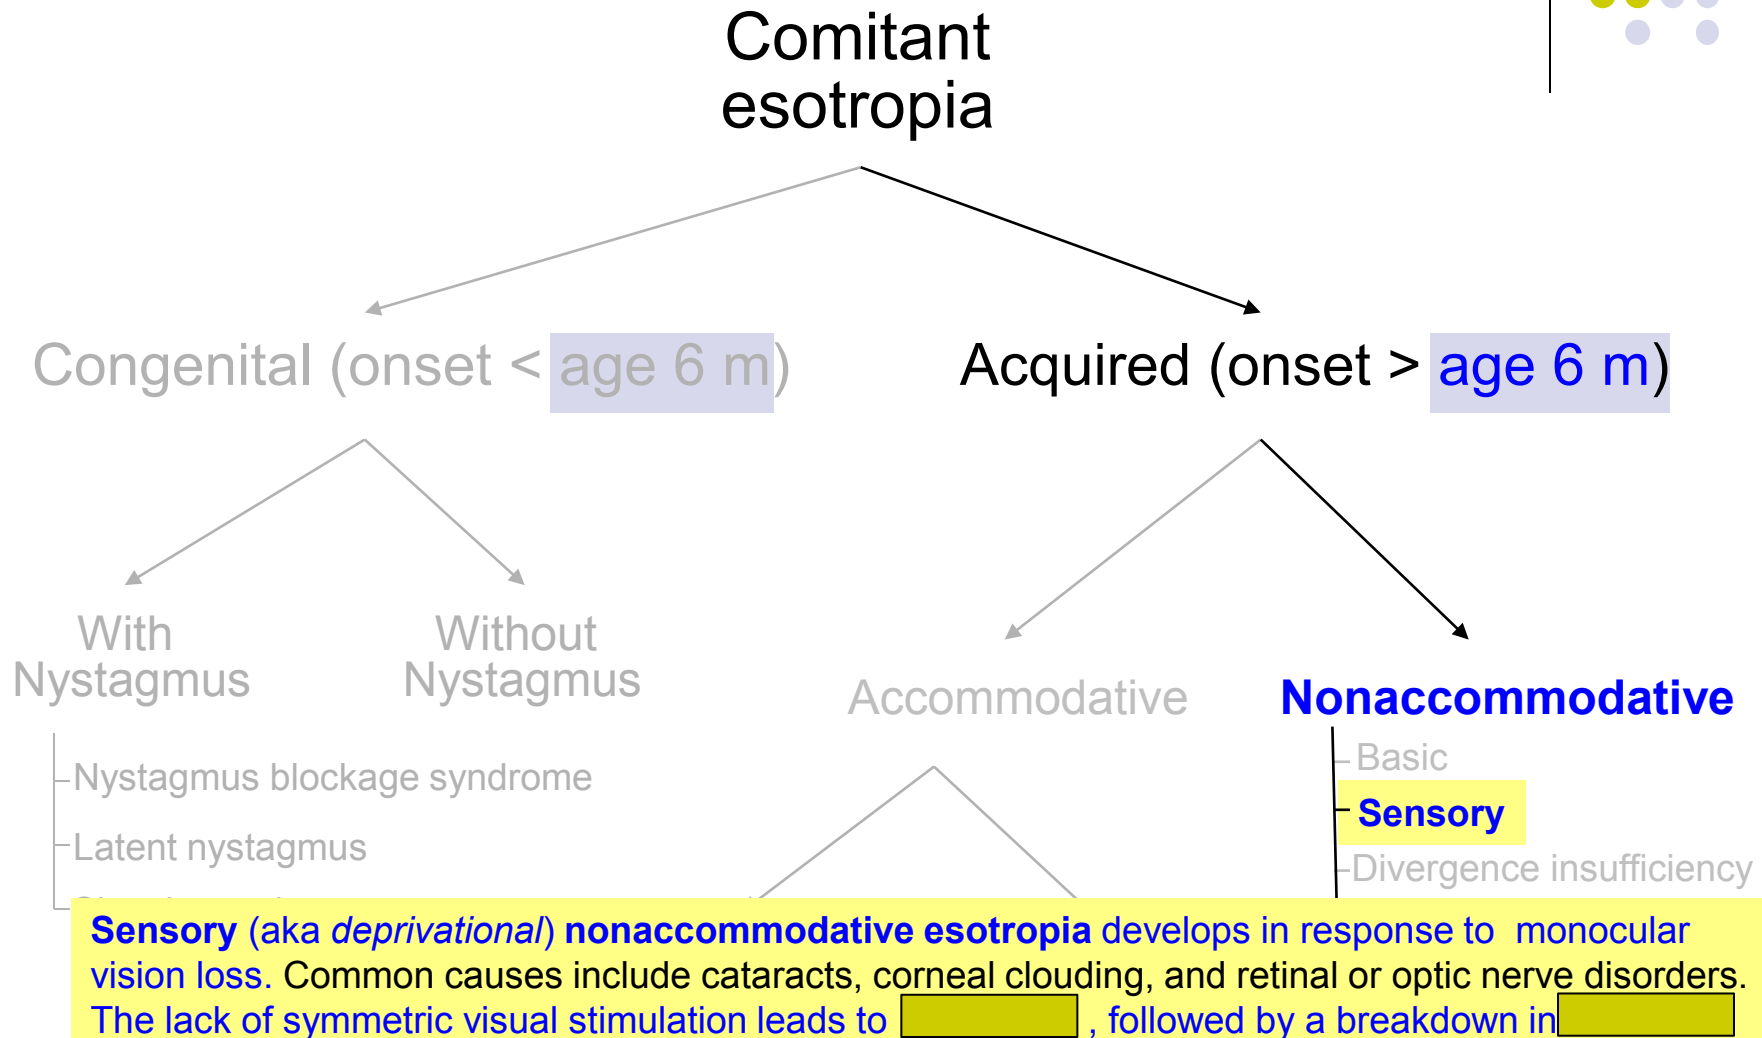 Comitant
esotropia
Congenital (onset < age 6 m)
Acquired (onset > age 6 m)
With
Nystagmus
Without
Nystagmus
Accommodative
Nonaccommodative
Basic
Nystagmus blockage syndrome
Sensory
Latent nystagmus
Divergence insufficiency
Sensory (aka deprivational) nonaccommodative esotropia develops in response to monocular
vision loss. Common causes include cataracts, corneal clouding, and retinal or optic nerve disorders.
The lack of symmetric visual stimulation leads to , followed by a breakdown in